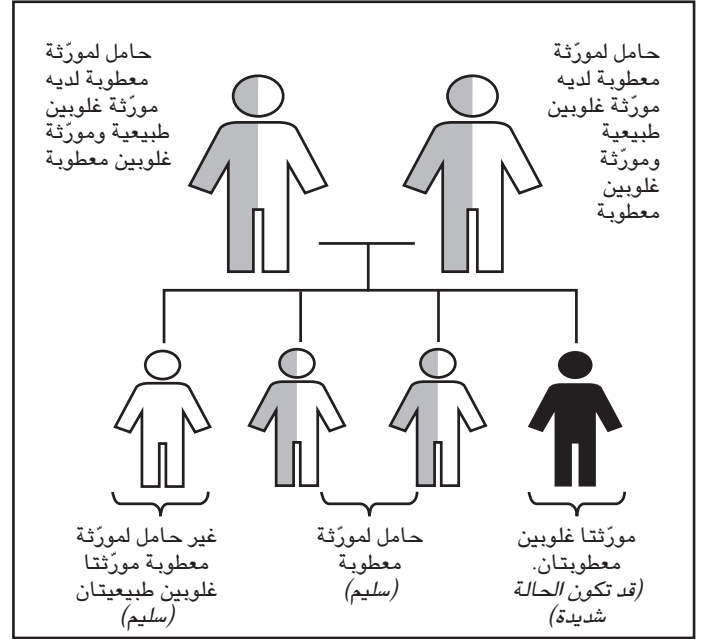 حامل لمورّثة
معطوبة لديه
مورّثة غلوبين
طبيعية
ومورّثة
غلوبين
معطوبة
حامل لمورّثة
معطوبة لديه
مورّثة غلوبين
طبيعية ومورّثة
غلوبين معطوبة
مورّثتا غلوبين
معطوبتان.
(قد تكون الحالة
شديدة)
حامل لمورّثة
معطوبة
(سليم)
غير حامل لمورّثة
معطوبة مورّثتا
غلوبين طبيعيتان
(سليم)